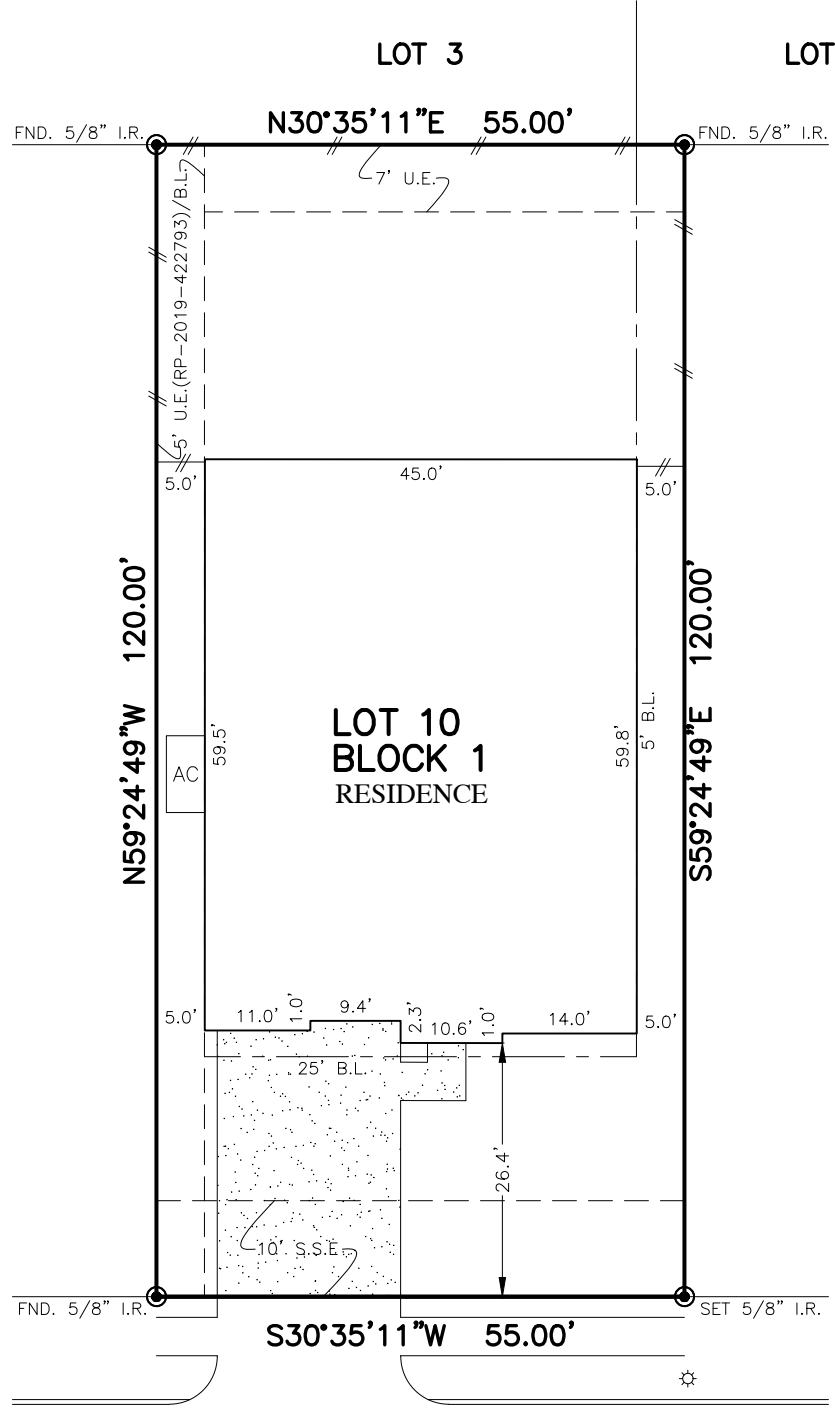 LOT 3
LOT
N30°35'11"E 55.00'
FND. 5/8" I.R.
FND. 5/8" I.R.
7' U.E.
5' U.E.(RP-2019-422793)/B.L.
5.0'
45.0'
5.0'
N59°24'49"W 120.00'
S59°24'49"E 120.00'
LOT 10
BLOCK 1
RESIDENCE
59.5'
59.8'
5' B.L.
AC
5.0'
11.0'
1.0'
9.4'
2.3'
10.6'
1.0'
14.0'
5.0'
25' B.L.
26.4'
10' S.S.E.
FND. 5/8" I.R.
SET 5/8" I.R.
S30°35'11"W 55.00'